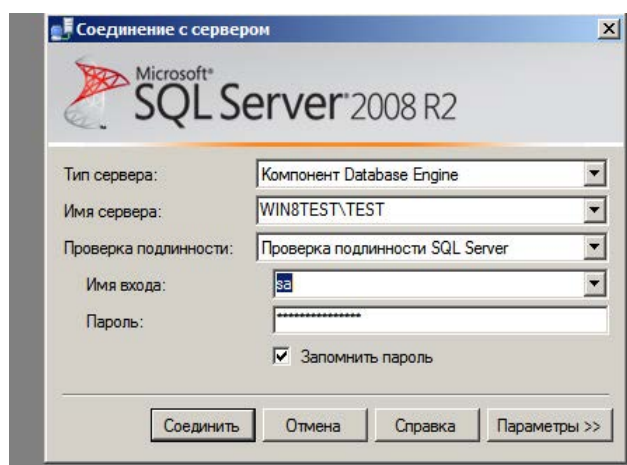 Соединение с сервером
Microsoft®
SQL Server® 2008 R2
Тип сервера: Компонент Database Engine
Имя сервера: WIN8TEST\TEST
Проверка подлинности: Проверка подлинности SQL Server
Имя входа: sa
Пароль: ***************
Запомнить пароль
Соединить Отмена Справка Параметры >>